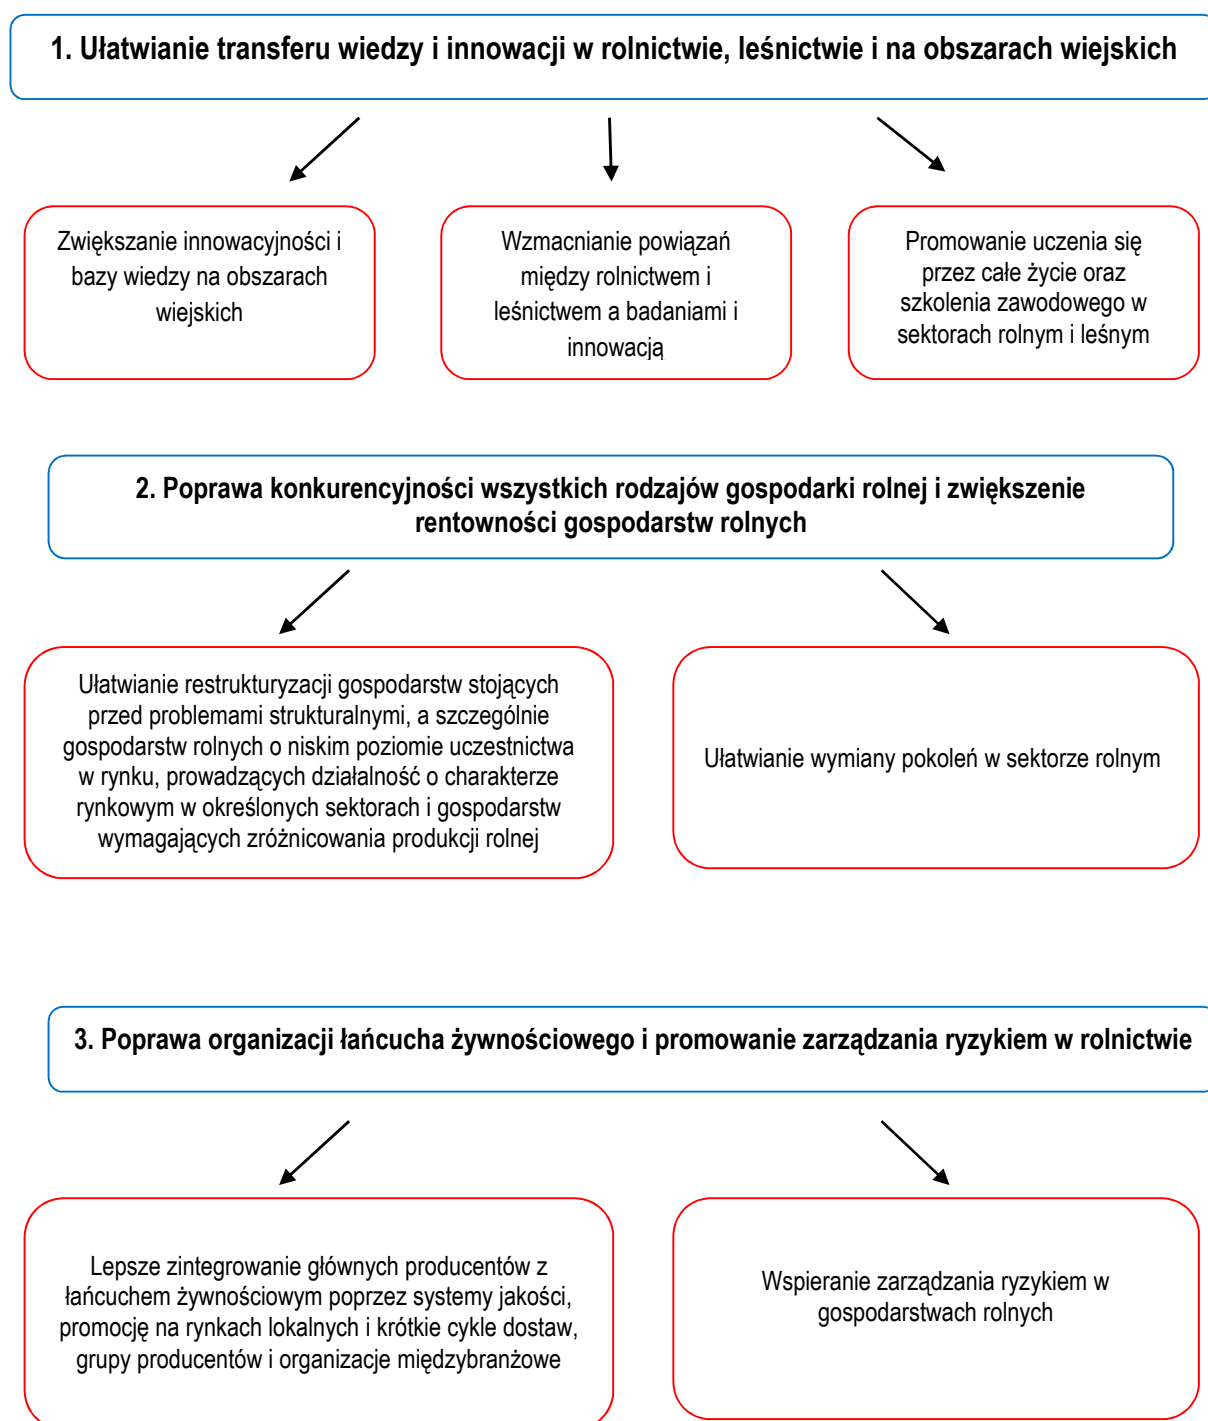 1. Ułatwianie transferu wiedzy i innowacji w rolnictwie, leśnictwie i na obszarach wiejskich
Zwiększanie innowacyjności i
bazy wiedzy na obszarach
wiejskich
Wzmacnianie powiązań
między rolnictwem i
leśnictwem a badaniami i
innowacją
Promowanie uczenia się
przez całe życie oraz
szkolenia zawodowego w
sektorach rolnym i leśnym
2. Poprawa konkurencyjności wszystkich rodzajów gospodarki rolnej i zwiększenie
rentowności gospodarstw rolnych
Ułatwianie restrukturyzacji gospodarstw stojących
przed problemami strukturalnymi, a szczególnie
gospodarstw rolnych o niskim poziomie uczestnictwa
w rynku, prowadzących działalność o charakterze
rynkowym w określonych sektorach i gospodarstw
wymagających zróżnicowania produkcji rolnej
Ułatwianie wymiany pokoleń w sektorze rolnym
3. Poprawa organizacji łańcucha żywnościowego i promowanie zarządzania ryzykiem w rolnictwie
Lepsze zintegrowanie głównych producentów z
łańcuchem żywnościowym poprzez systemy jakości,
promocję na rynkach lokalnych i krótkie cykle dostaw,
grupy producentów i organizacje międzybranżowe
Wspieranie zarządzania ryzykiem w
gospodarstwach rolnych